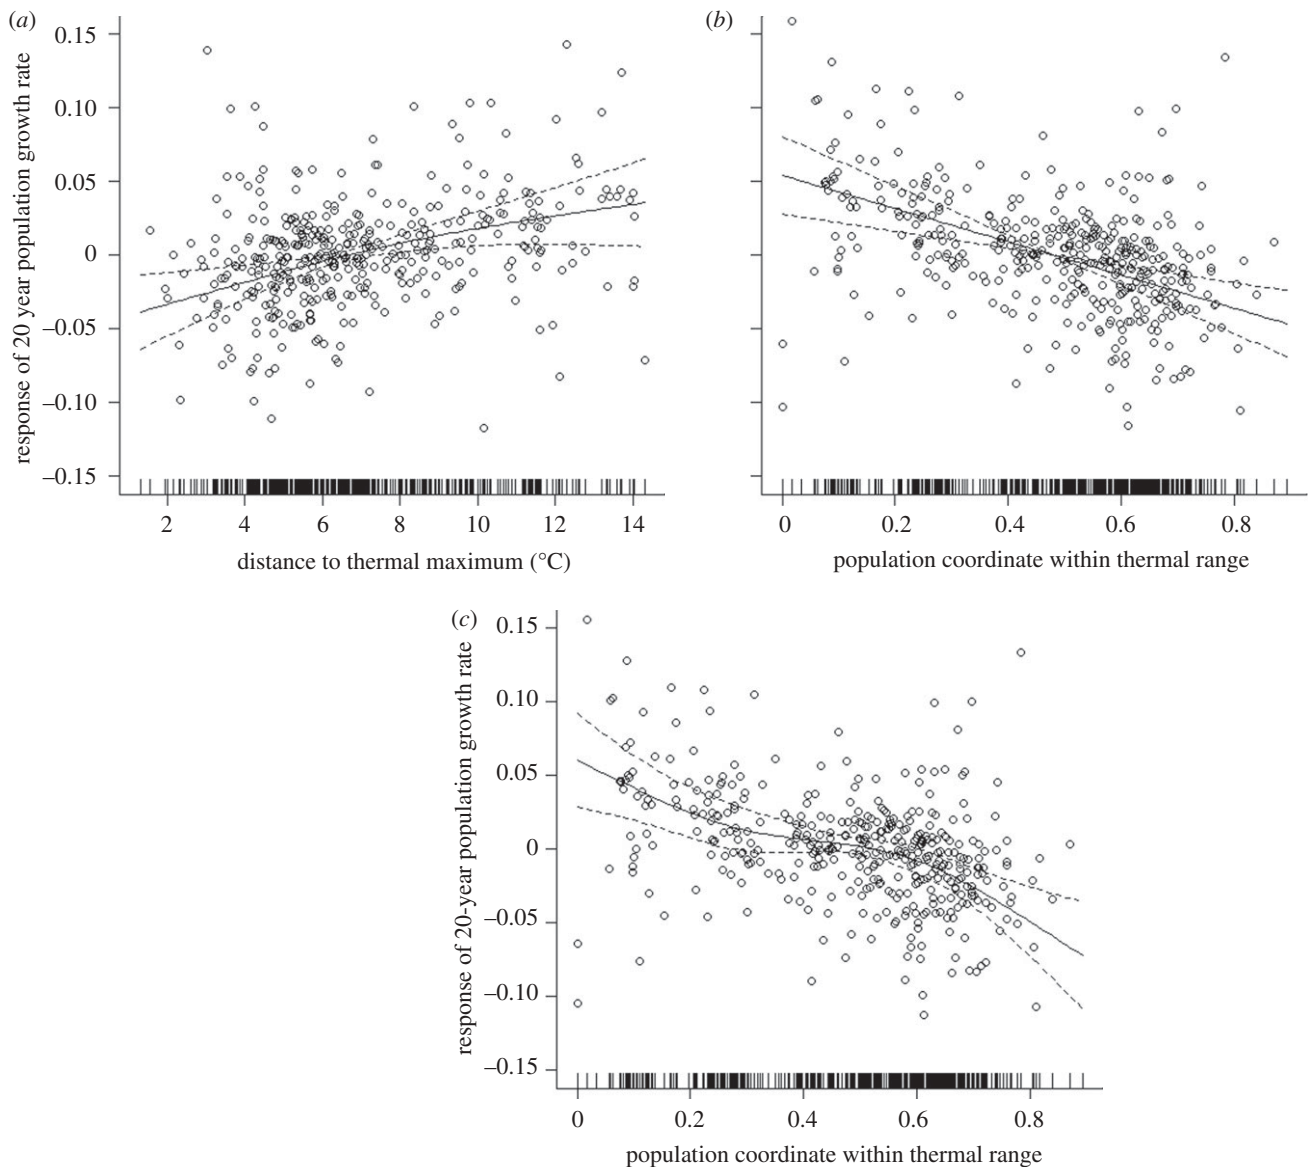 (a)
response of 20 year population growth rate
0.15
0.10
0.05
0
–0.05
–0.10
–0.15
2 4 6 8 10 12 14
distance to thermal maximum (°C)
(b)
0 0.2 0.4 0.6 0.8
population coordinate within thermal range
(c)
response of 20-year population growth rate
0.15
0.10
0.05
0
–0.05
–0.10
–0.15
0 0.2 0.4 0.6 0.8
population coordinate within thermal range